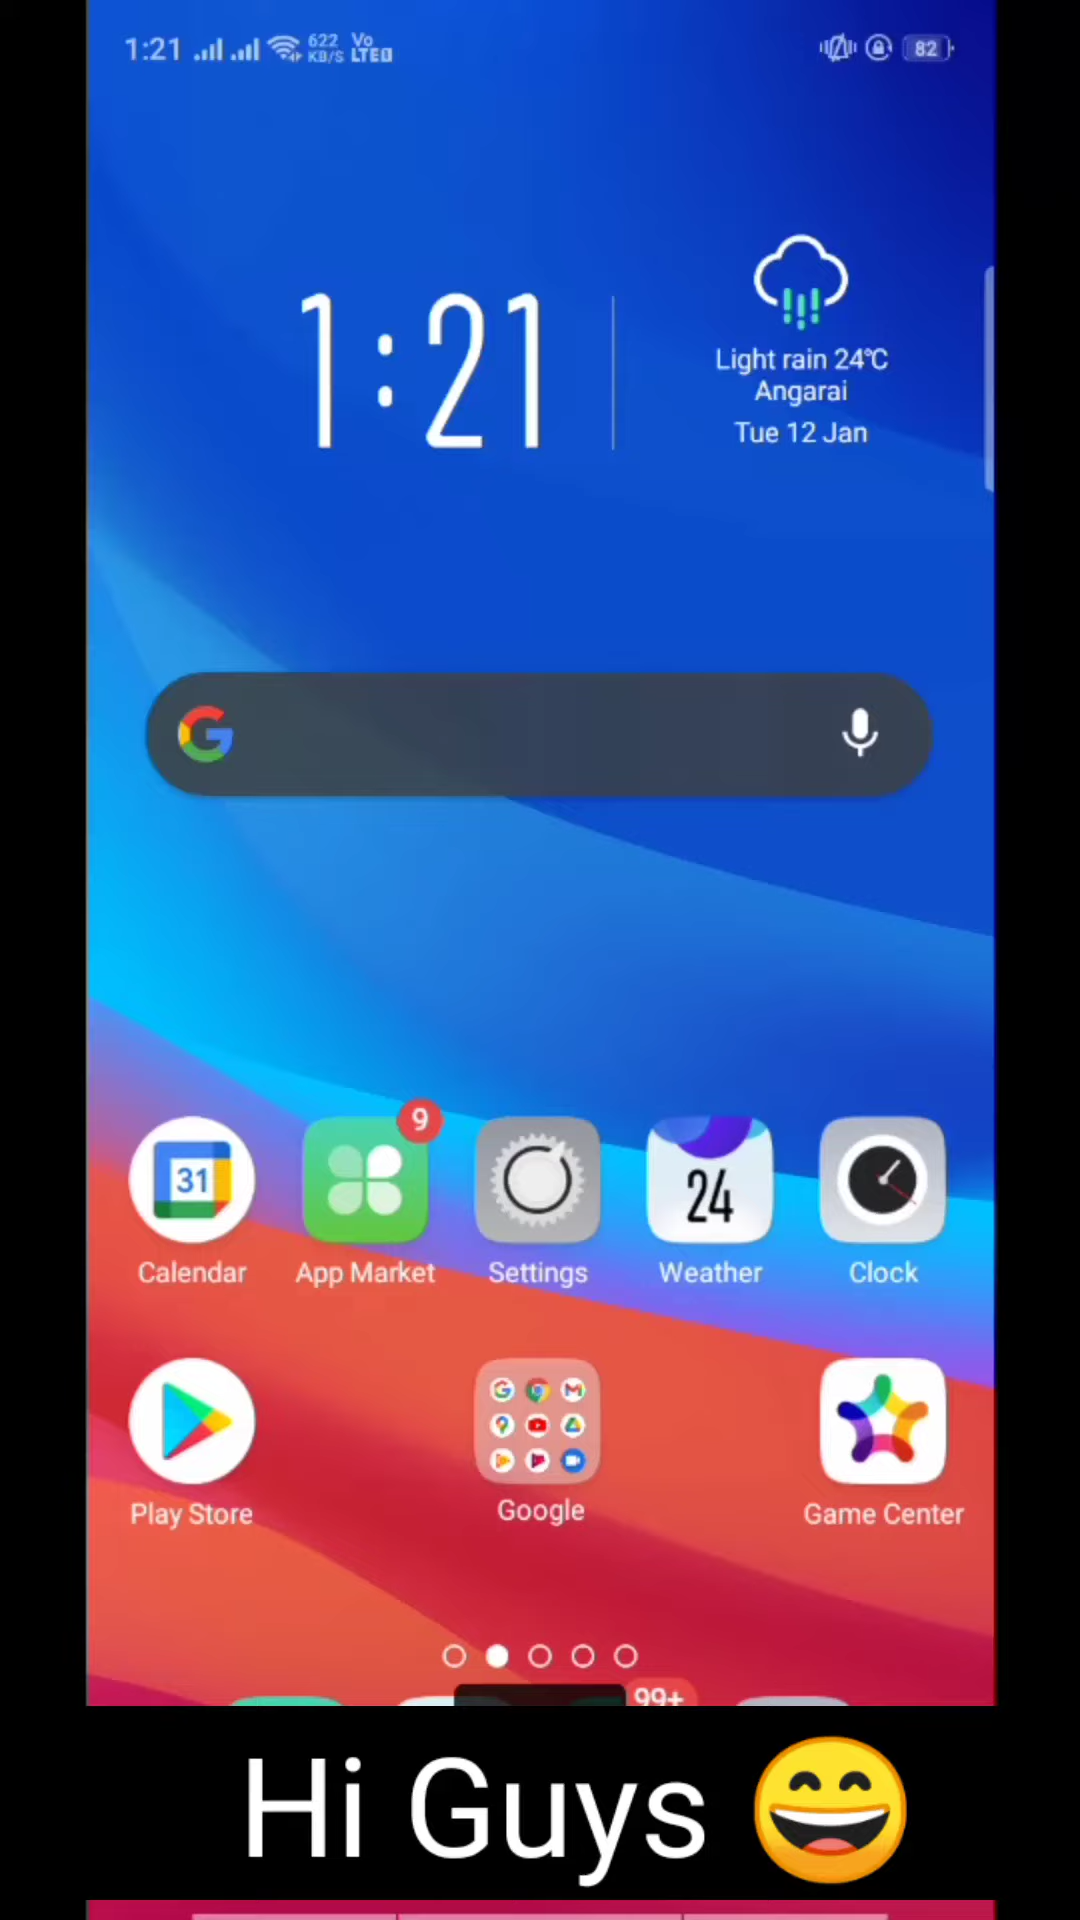 1:21 622 KB/S Vo LTE 82
1:21
Light rain 24°C
Angarai
Tue 12 Jan
9
31
24
Calendar App Market Settings Weather Clock
Play Store Google Game Center
99+
Hi Guys 😄